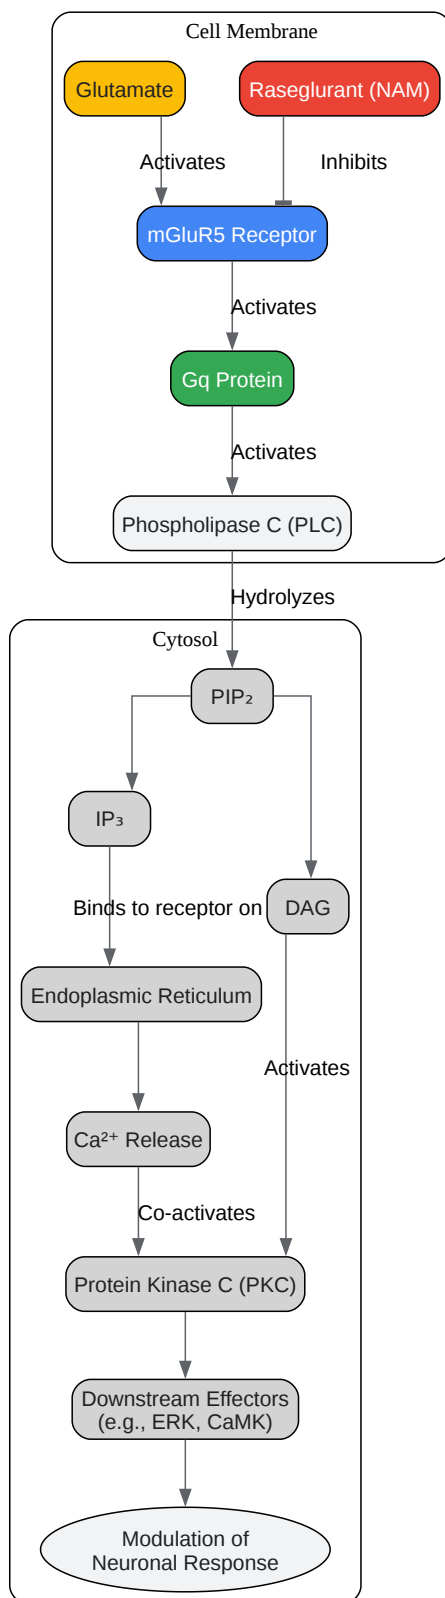 Cell Membrane
Glutamate
Raseglurant (NAM)
Activates
Inhibits
mGluR5 Receptor
Activates
Gq Protein
Activates
Phospholipase C (PLC)
Hydrolyzes
Cytosol
PIP₂
IP₃
Binds to receptor on
DAG
Endoplasmic Reticulum
Activates
Ca²⁺ Release
Co-activates
Protein Kinase C (PKC)
Downstream Effectors
(e.g., ERK, CaMK)
Modulation of
Neuronal Response